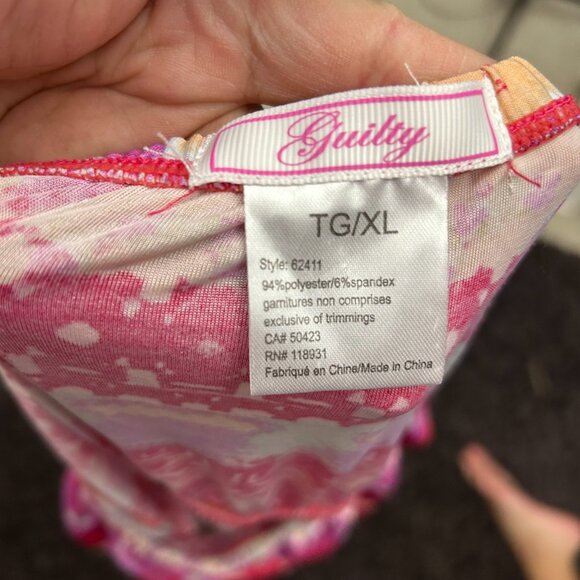 Guilty
TG/XL
Style: 62411
94%polyester/6%spandex
garnitures non comprises
exclusive of trimmings
CA# 50423
RN# 118931
Fabriqué en Chine/Made in China